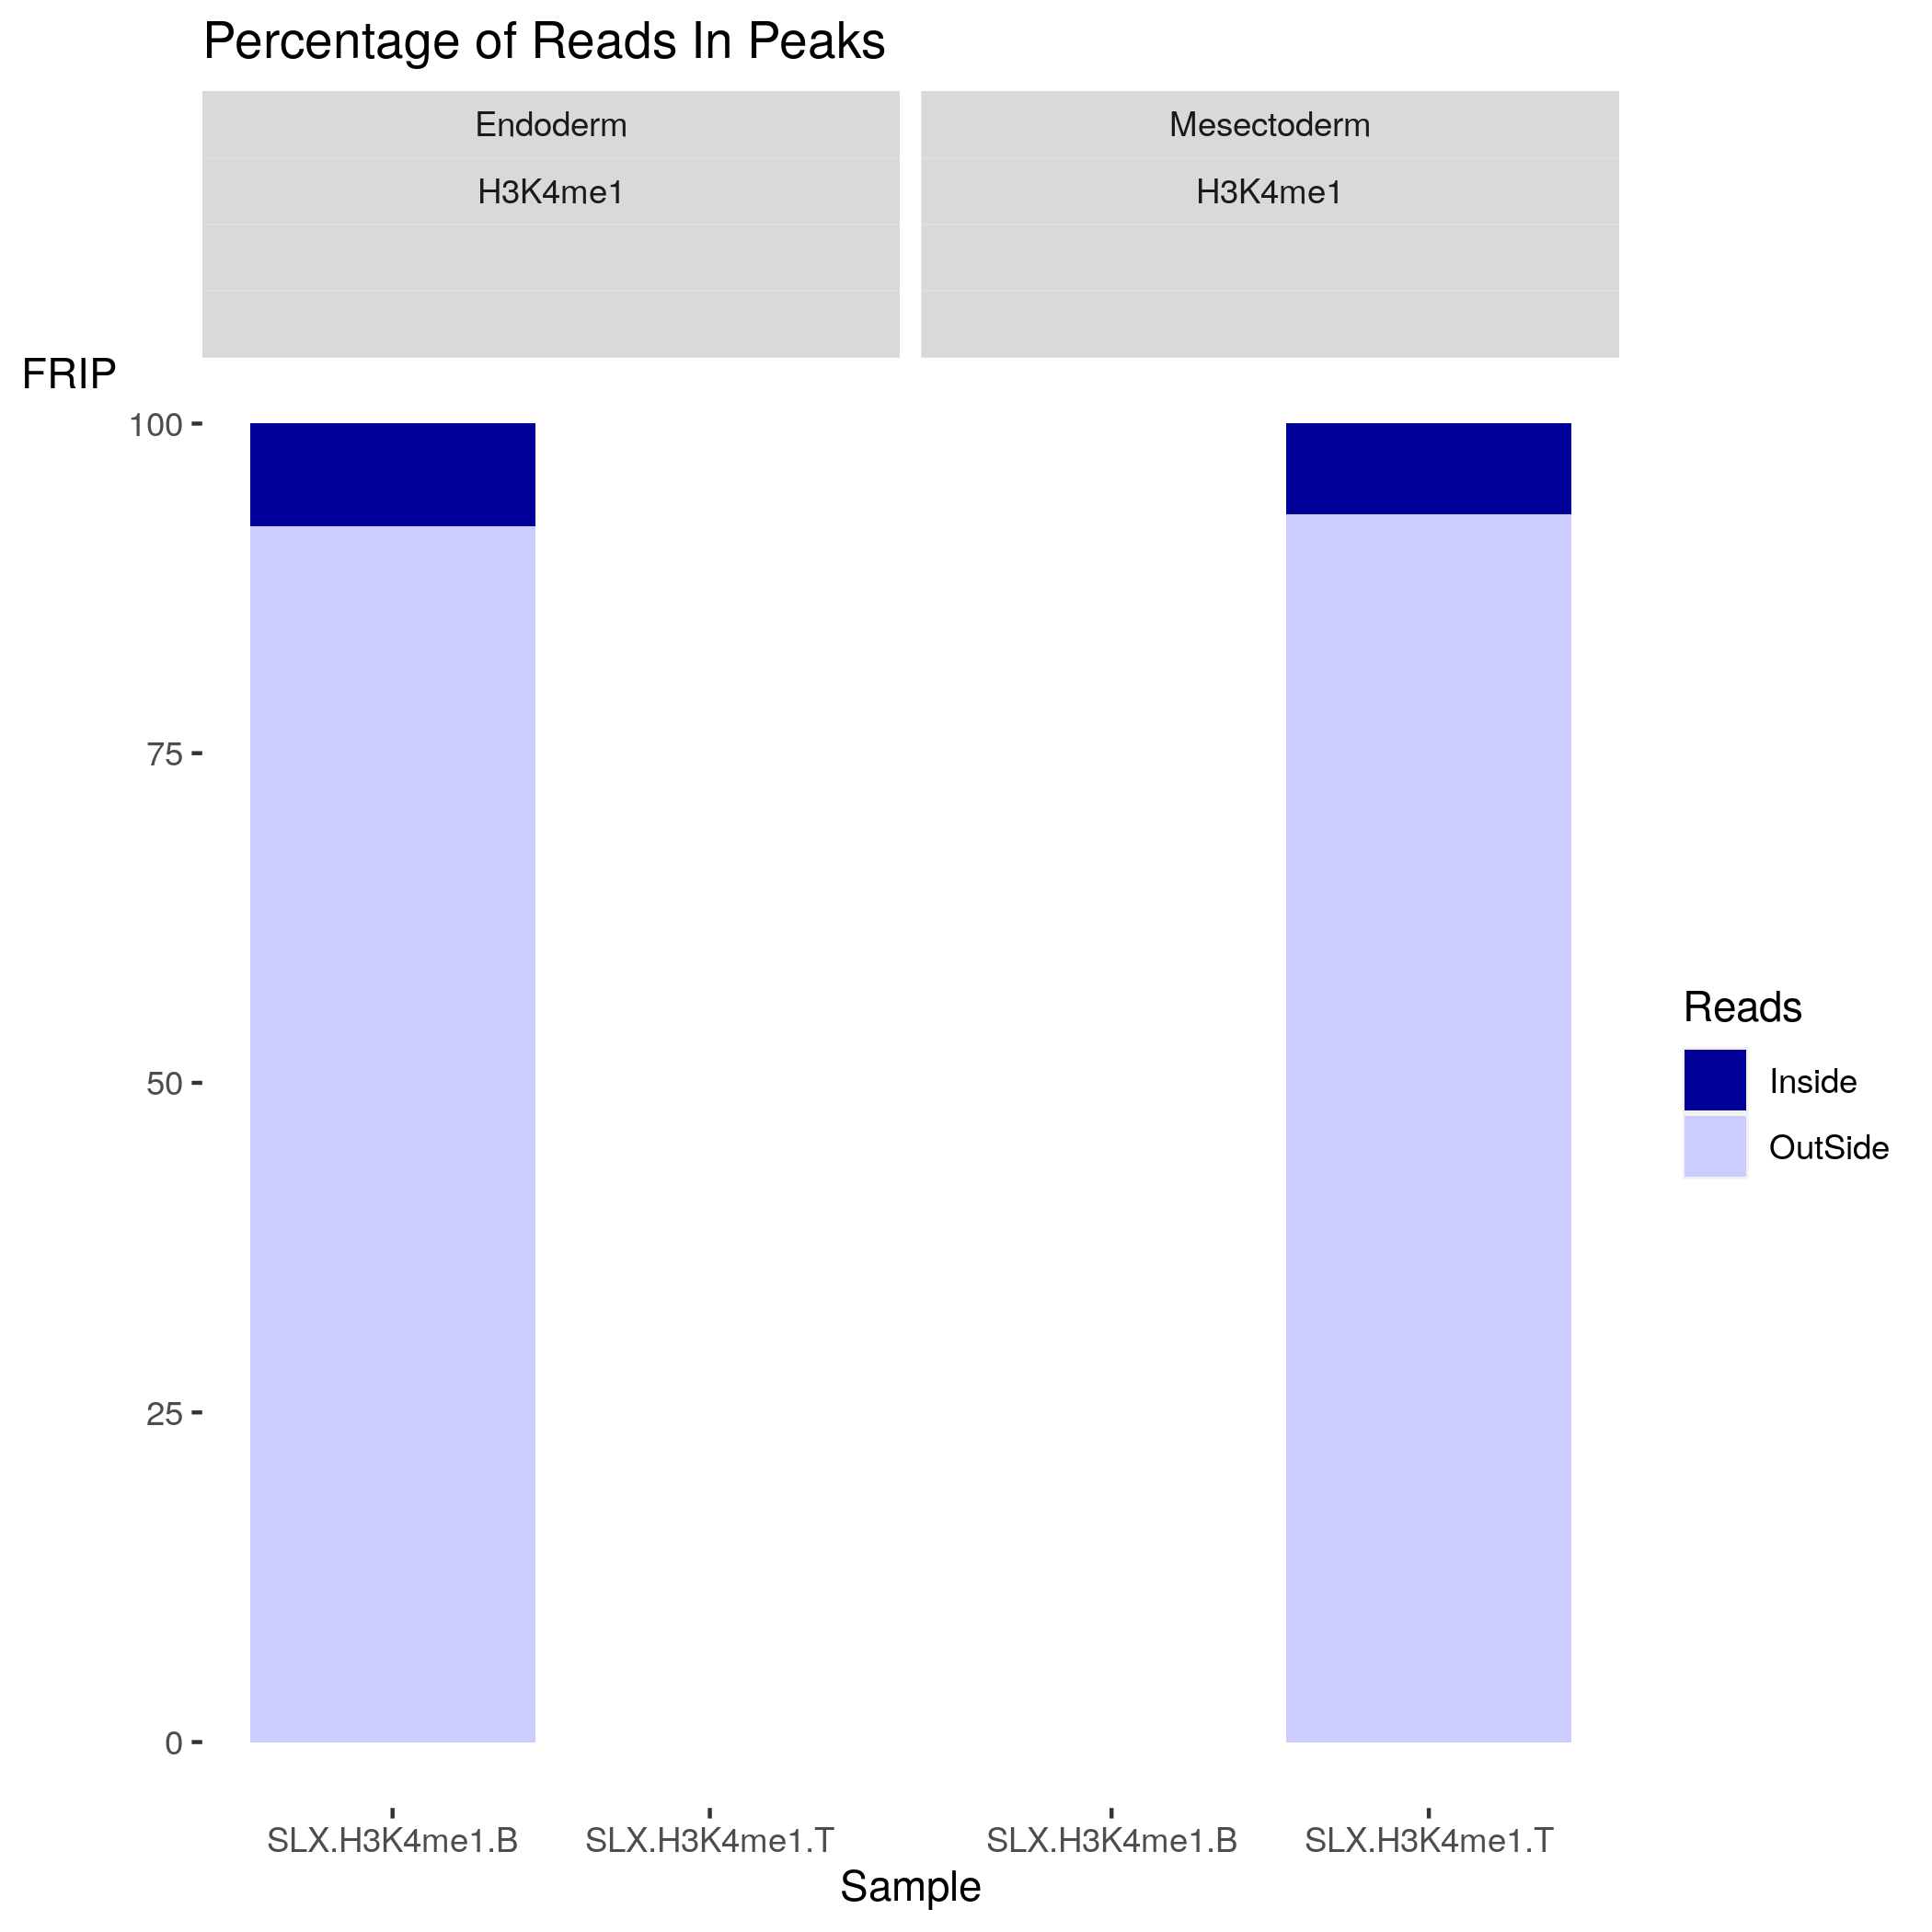 Percentage of Reads In Peaks
Endoderm
Mesectoderm
H3K4me1
H3K4me1
FRIP
100
75
50
25
0
SLX.H3K4me1.B
SLX.H3K4me1.T
SLX.H3K4me1.B
SLX.H3K4me1.T
Sample
Reads
Inside
OutSide